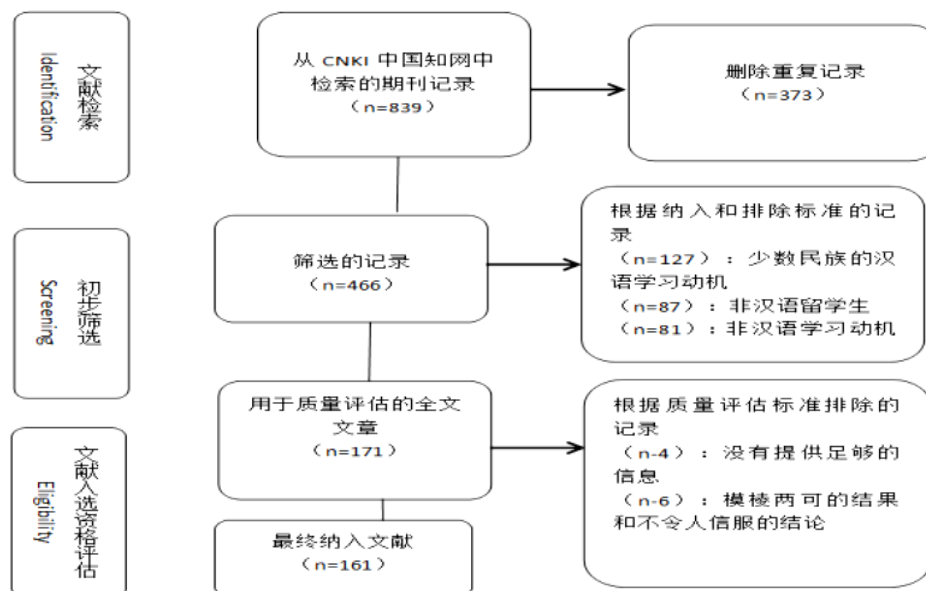 文献检索
Identification
从 CNKI 中国知网中
检索的期刊记录
(n=839)
删除重复记录
(n=373)
初步筛选
Screening
筛选的记录
(n=466)
根据纳入和排除标准的记
录
(n=127)：少数民族的汉
语学习动机
(n=87)：非汉语留学生
(n=81)：非汉语学习动机
文献入选资格评估
Eligibility
用于质量评估的全文
文章
(n=171)
根据质量评估标准排除的
记录
(n-4)：没有提供足够的
信息
(n-6)：模棱两可的结果
和不令人信服的结论
最终纳入文献
(n=161)